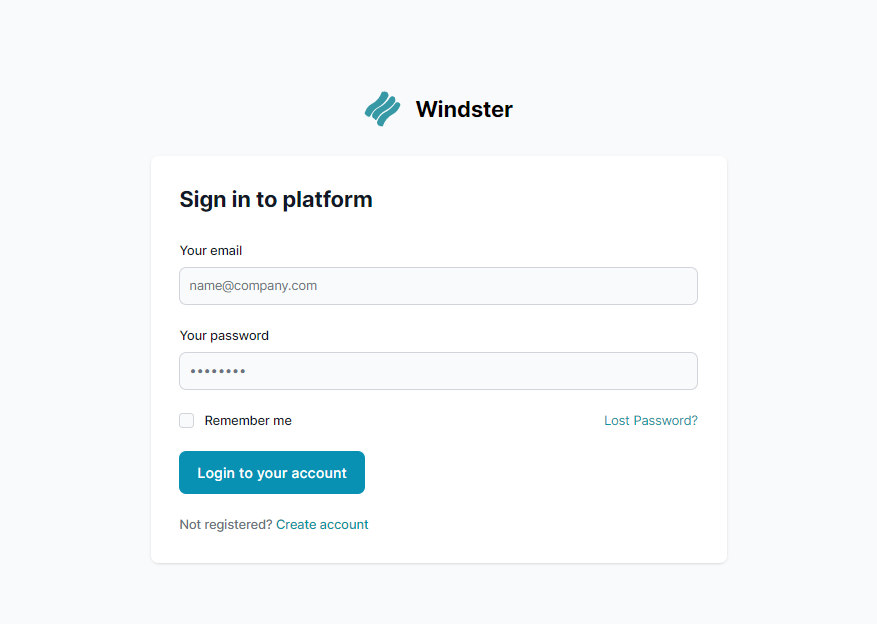 Windster
Sign in to platform
Your email
name@company.com
Your password
••••••••
Remember me
Lost Password?
Login to your account
Not registered? Create account